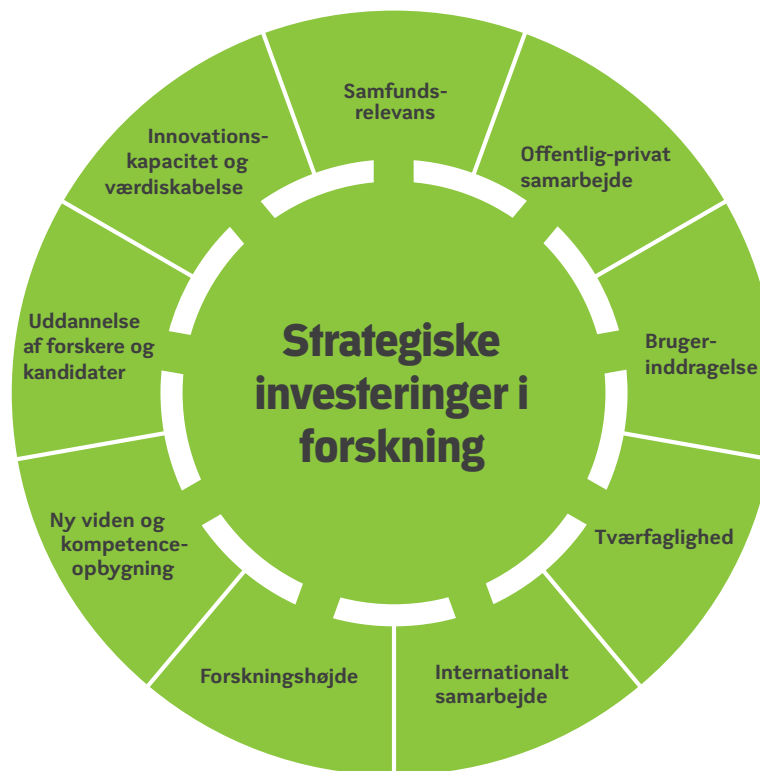 Samfunds-
relevans
Offentlig-privat
samarbejde
Bruger-
inddragelse
Tværfaglighed
Internationalt
samarbejde
Forskningshøjde
Ny viden og
kompetence-
opbygning
Uddannelse
af forskere og
kandidater
Innovations-
kapacitet og
værdiskabelse
Strategiske
investeringer i
forskning